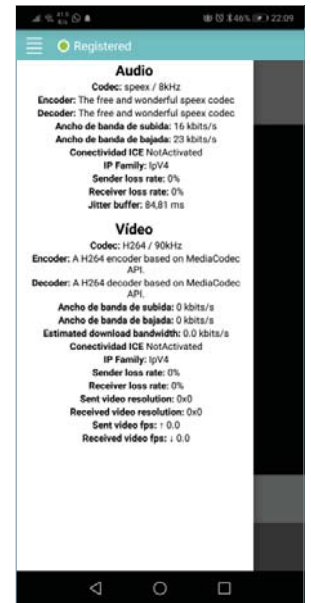 41.5
K/s
46%
22:09
Registered
Audio
Codec: speex / 8kHz
Encoder: The free and wonderful speex codec
Decoder: The free and wonderful speex codec
Ancho de banda de subida: 16 kbits/s
Ancho de banda de bajada: 23 kbits/s
Conectividad ICE NotActivated
IP Family: IpV4
Sender loss rate: 0%
Receiver loss rate: 0%
Jitter buffer: 84,81 ms
Vídeo
Codec: H264 / 90kHz
Encoder: A H264 encoder based on MediaCodec
API.
Decoder: A H264 decoder based on MediaCodec
API.
Ancho de banda de subida: 0 kbits/s
Ancho de banda de bajada: 0 kbits/s
Estimated download bandwidth: 0.0 kbits/s
Conectividad ICE NotActivated
IP Family: IpV4
Sender loss rate: 0%
Receiver loss rate: 0%
Sent video resolution: 0x0
Received video resolution: 0x0
Sent video fps: ↑ 0.0
Received video fps: ↓ 0.0